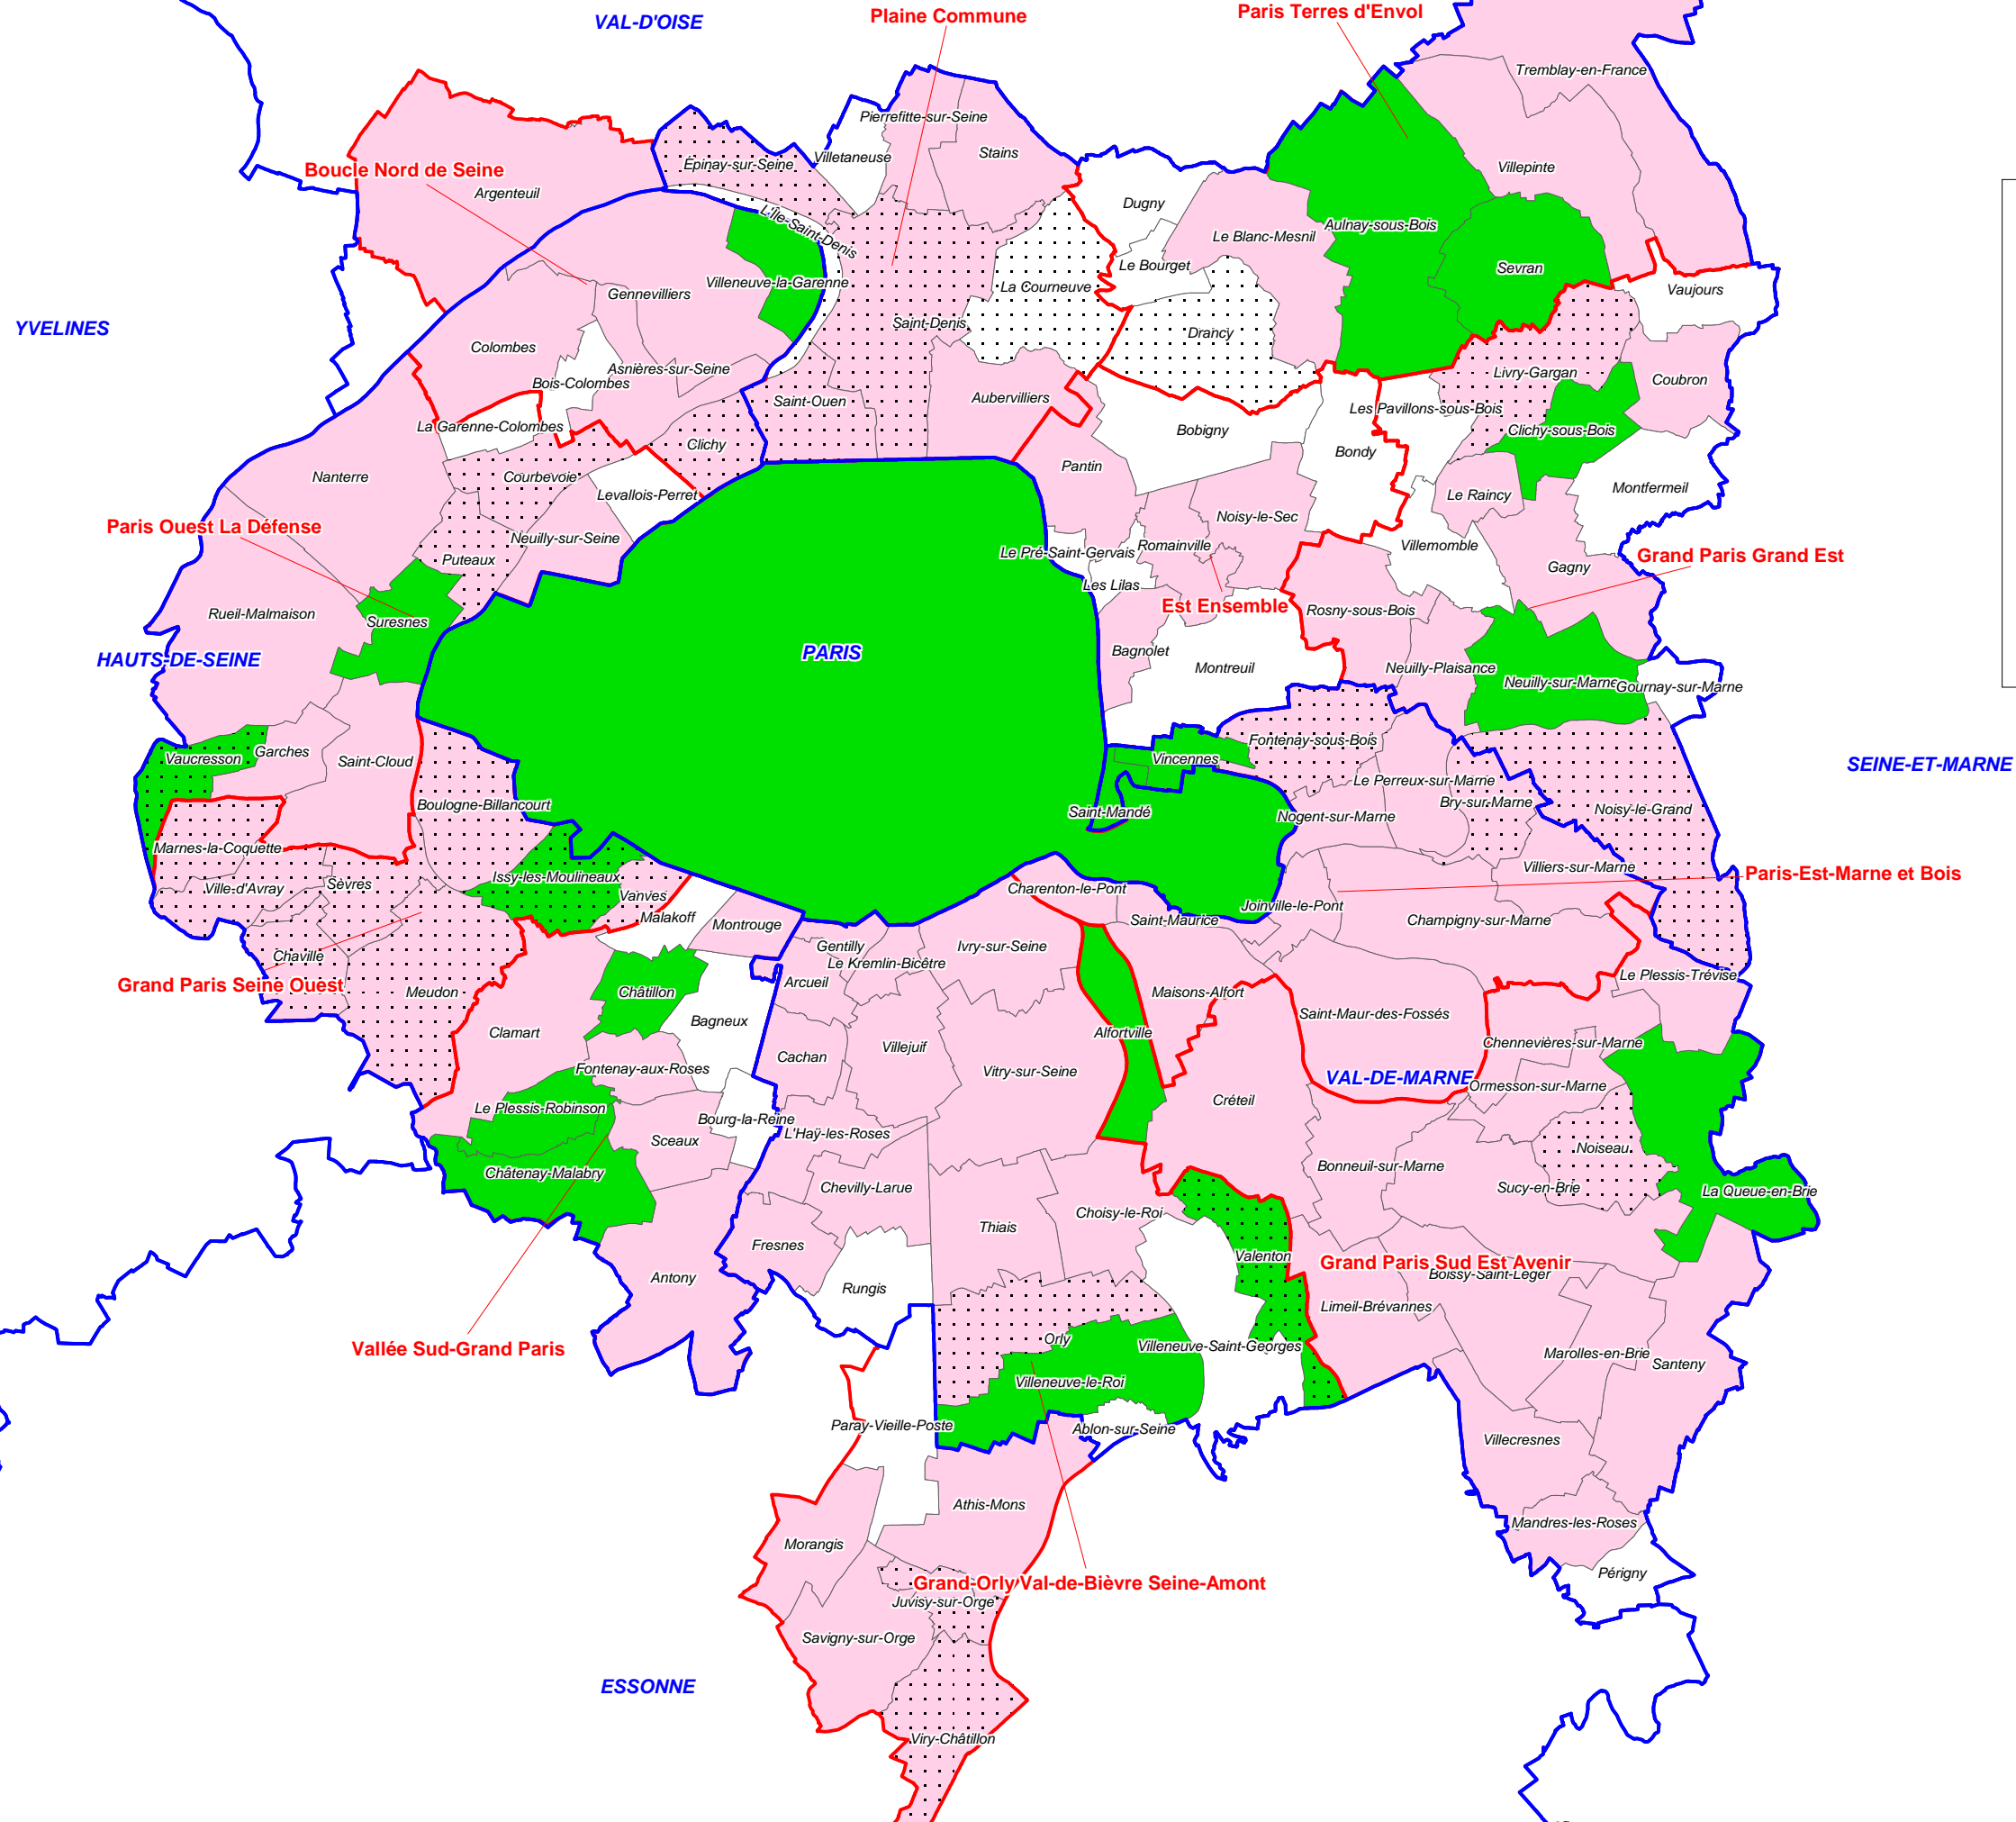 VAL-D'OISE
Plaine Commune
Paris Terres d'Envol
Tremblay-en-France
Pierrefitte-sur-Seine
Villetaneuse
Stains
Épinay-sur-Seine
Villepinte
Boucle Nord de Seine
Argenteuil
Dugny
L'Île-Saint-Denis
Le Blanc-Mesnil
Aulnay-sous-Bois
Le Bourget
Sevran
Villeneuve-la-Garenne
Gennevilliers
La Courneuve
Vaujours
YVELINES
Saint-Denis
Drancy
Colombes
Asnières-sur-Seine
Bois-Colombes
Livry-Gargan
Coubron
Saint-Ouen
Aubervilliers
Les Pavillons-sous-Bois
La Garenne-Colombes
Clichy
Bobigny
Clichy-sous-Bois
Bondy
Pantin
Nanterre
Courbevoie
Levallois-Perret
Le Raincy
Montfermeil
Paris Ouest La Défense
Noisy-le-Sec
Neuilly-sur-Seine
Romainville
Villemomble
Le Pré-Saint-Gervais
Grand Paris Grand Est
Puteaux
Gagny
Les Lilas
Est Ensemble
Rosny-sous-Bois
Rueil-Malmaison
Suresnes
HAUTS-DE-SEINE
PARIS
Bagnolet
Montreuil
Neuilly-Plaisance
Neuilly-sur-Marne
Gournay-sur-Marne
Fontenay-sous-Bois
Garches
Vaucresson
Saint-Cloud
Vincennes
SEINE-ET-MARNE
Le Perreux-sur-Marne
Boulogne-Billancourt
Bry-sur-Marne
Noisy-le-Grand
Saint-Mandé
Nogent-sur-Marne
Marnes-la-Coquette
Villiers-sur-Marne
Paris-Est-Marne et Bois
Issy-les-Moulineaux
Sèvres
Ville-d'Avray
Charenton-le-Pont
Vanves
Joinville-le-Pont
Malakoff
Saint-Maurice
Champigny-sur-Marne
Montrouge
Gentilly
Ivry-sur-Seine
Chaville
Le Kremlin-Bicêtre
Le Plessis-Trévise
Grand Paris Seine Ouest
Arcueil
Meudon
Châtillon
Maisons-Alfort
Saint-Maur-des-Fossés
Bagneux
Clamart
Alfortville
Chennevières-sur-Marne
Villejuif
Cachan
Fontenay-aux-Roses
Vitry-sur-Seine
VAL-DE-MARNE
Ormesson-sur-Marne
Créteil
Le Plessis-Robinson
Bourg-la-Reine
L'Haÿ-les-Roses
Sceaux
Noiseau
Bonneuil-sur-Marne
Châtenay-Malabry
Chevilly-Larue
Sucy-en-Brie
La Queue-en-Brie
Choisy-le-Roi
Thiais
Fresnes
Valenton
Grand Paris Sud Est Avenir
Boissy-Saint-Léger
Antony
Rungis
Limeil-Brévannes
Orly
Villeneuve-Saint-Georges
Vallée Sud-Grand Paris
Marolles-en-Brie
Santeny
Villeneuve-le-Roi
Paray-Vieille-Poste
Ablon-sur-Seine
Villecresnes
Athis-Mons
Mandres-les-Roses
Morangis
Périgny
Grand-Orly Val-de-Bièvre Seine-Amont
Juvisy-sur-Orge
Savigny-sur-Orge
ESSONNE
Viry-Châtillon